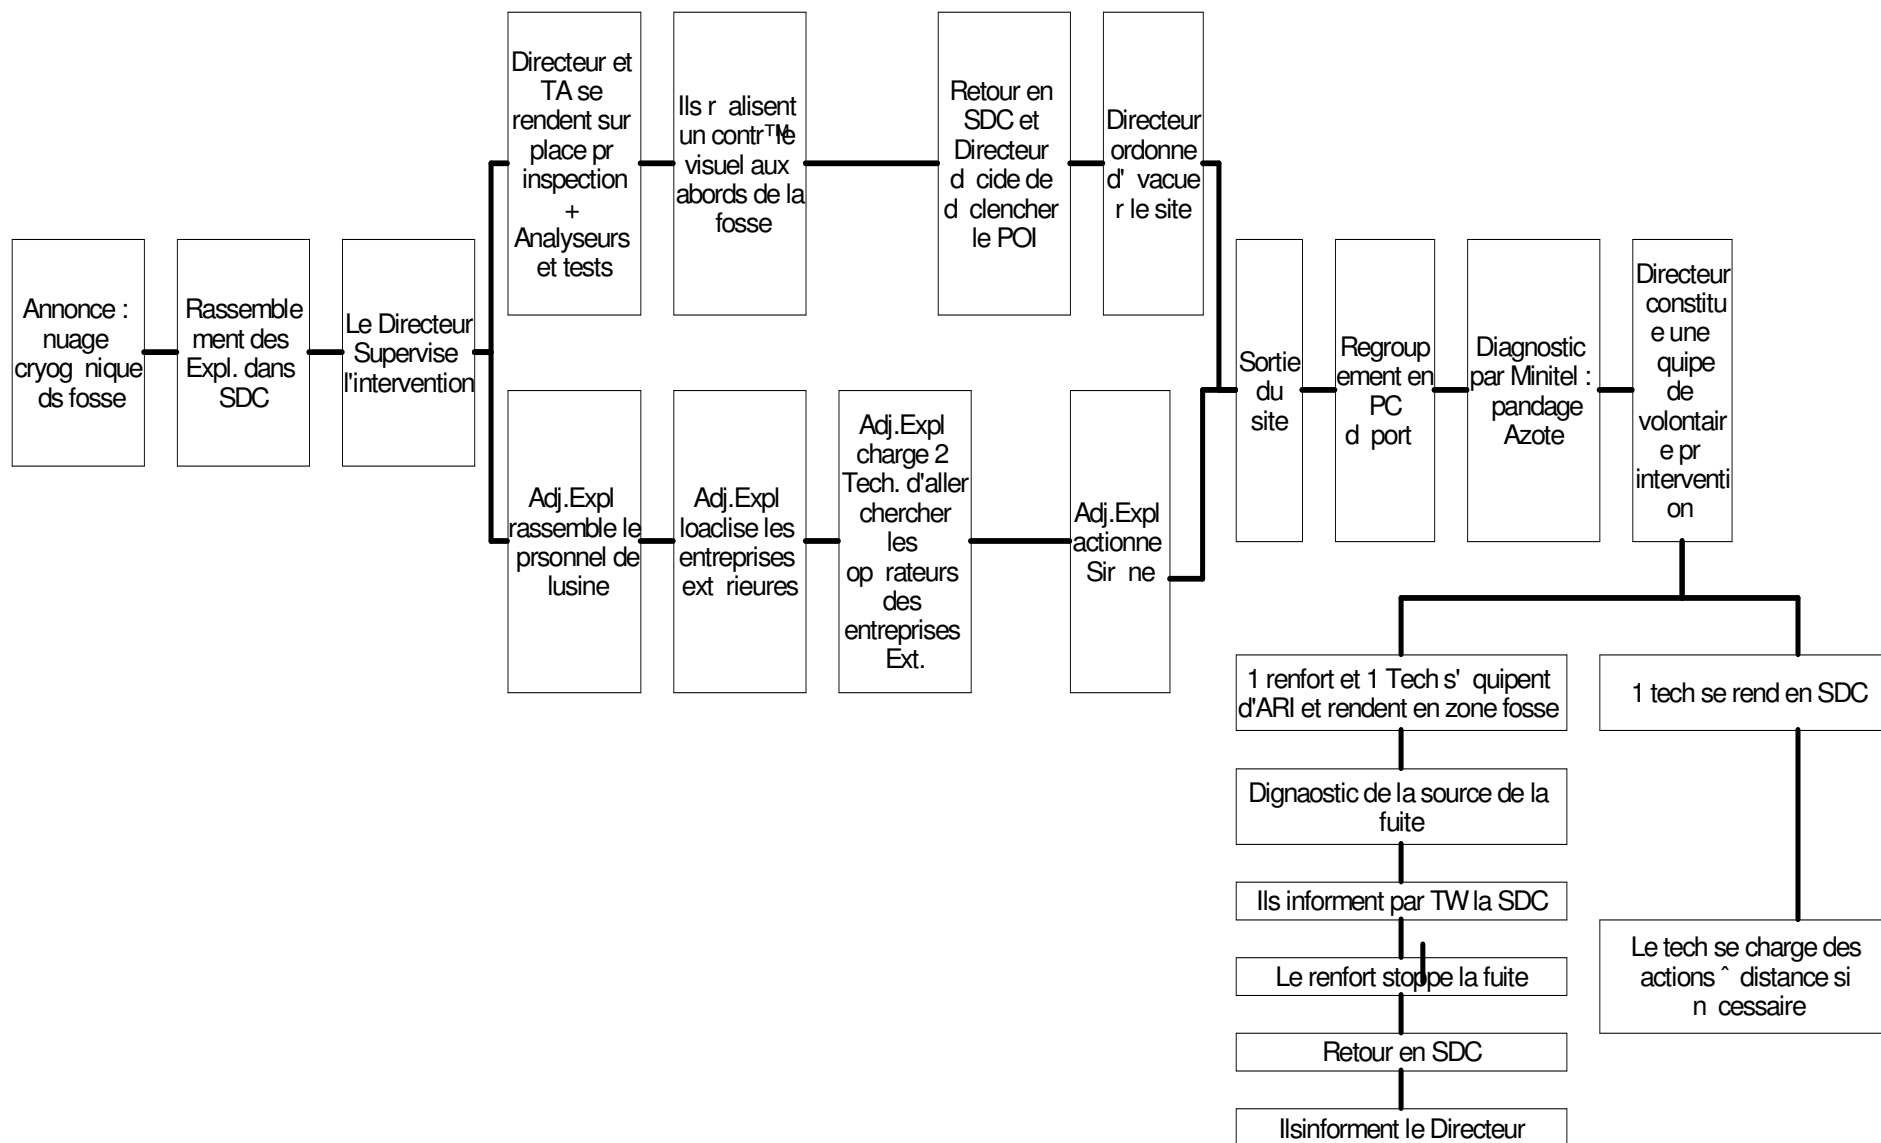 Annonce :
nuage
cryog nique
ds fosse
Rassemble
ment des
Expl. dans
SDC
Le Directeur
Supervise
l'intervention
Directeur et
TA se
rendent sur
place pr
inspection
+
Analyseurs
et tests
Ils r alisent
un contr™le
visuel aux
abords de la
fosse
Retour en
SDC et
Directeur
d cide de
d clencher
le POI
Directeur
ordonne
d' vacue
r le site
Adj.Expl
rassemble le
prsonnel de
lusine
Adj.Expl
loaclise les
entreprises
ext rieures
Adj.Expl
charge 2
Tech. d'aller
chercher
les
op rateurs
des
entreprises
Ext.
Adj.Expl
actionne
Sir ne
Sortie
du
site
Regroup
ement en
PC
d port
Diagnostic
par Minitel :
pandage
Azote
Directeur
constitu
e une
quipe
de
volontair
e pr
interventi
on
1 renfort et 1 Tech s' quipent
d'ARI et rendent en zone fosse
Dignaostic de la source de la
fuite
Ils informent par TW la SDC
Le renfort stoppe la fuite
Retour en SDC
Ilsinforment le Directeur
1 tech se rend en SDC
Le tech se charge des
actions ˆ distance si
n cessaire